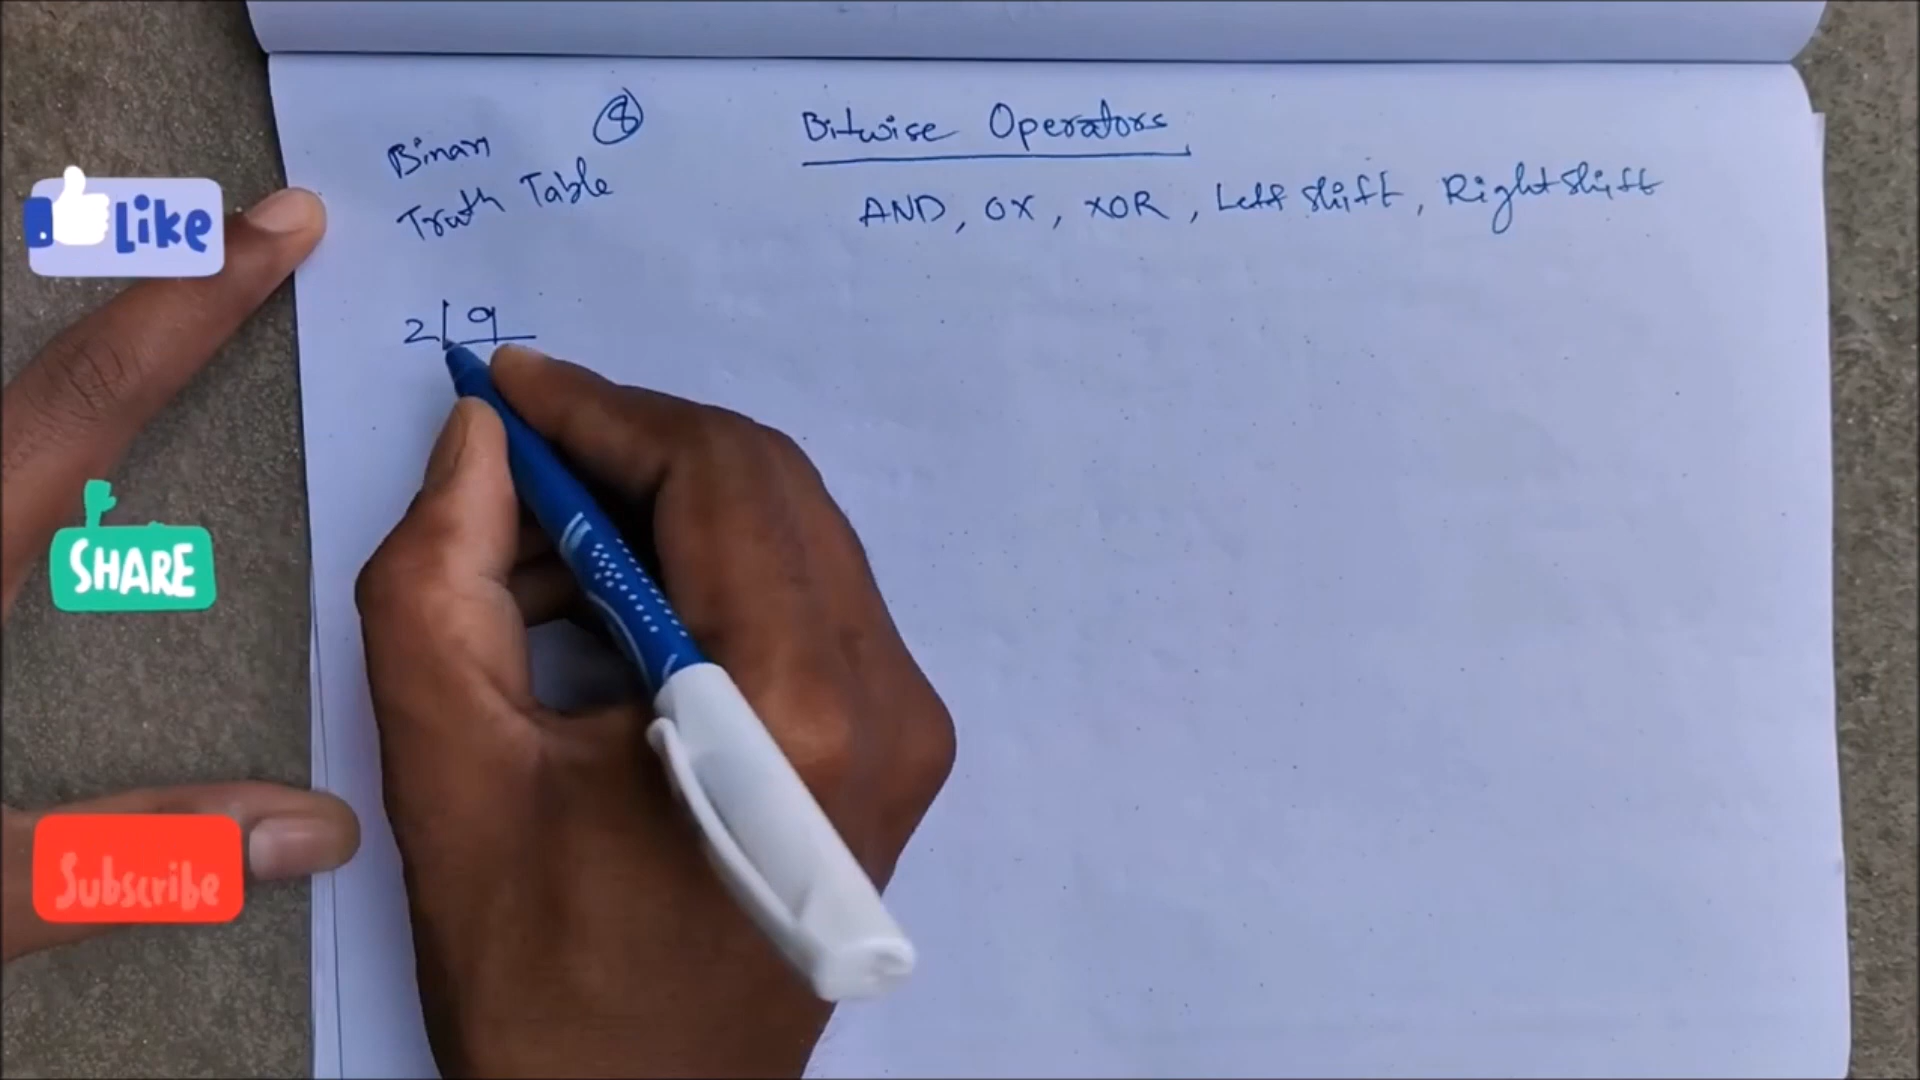 Bitwise Operators
Binary
8
Truth Table
AND, OR, XOR, Left shift, Right shift
2 9
Like
SHARE
Subscribe